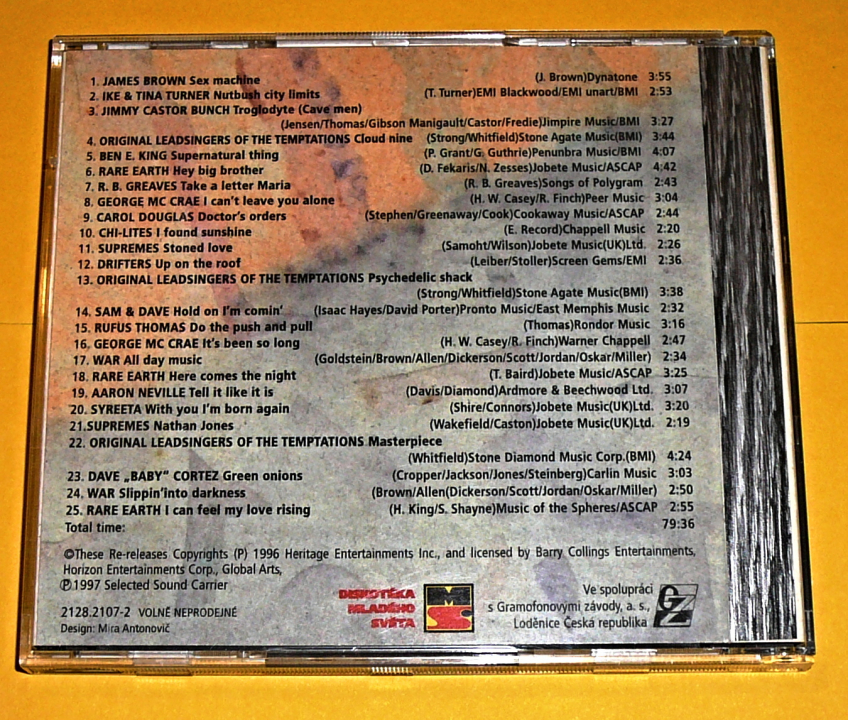 1. JAMES BROWN Sex machine (J. Brown)Dynatone 3:55
2. IKE & TINA TURNER Nutbush city limits (T. Turner)EMI Blackwood/EMI unart/BMI 2:53
3. JIMMY CASTOR BUNCH Troglodyte (Cave men)
(Jensen/Thomas/Gibson Manigault/Castor/Fredie)Jimpire Music/BMI 3:27
4. ORIGINAL LEADSINGERS OF THE TEMPTATIONS Cloud nine (Strong/Whitfield)Stone Agate Music(BMI) 3:44
5. BEN E. KING Supernatural thing (P. Grant/G. Guthrie)Penunbra Music/BMI 4:07
6. RARE EARTH Hey big brother (D. Fekaris/N. Zesses)Jobete Music/ASCAP 4:42
7. R. B. GREAVES Take a letter Maria (R. B. Greaves)Songs of Polygram 2:43
8. GEORGE MC CRAE I can't leave you alone (H. W. Casey/R. Finch)Peer Music 3:04
9. CAROL DOUGLAS Doctor's orders (Stephen/Greenaway/Cook)Cookaway Music/ASCAP 2:44
10. CHI-LITES I found sunshine (E. Record)Chappell Music 2:20
11. SUPREMES Stoned love (Samoht/Wilson)Jobete Music(UK)Ltd. 2:26
12. DRIFTERS Up on the roof (Leiber/Stoller)Screen Gems/EMI 2:36
13. ORIGINAL LEADSINGERS OF THE TEMPTATIONS Psychedelic shack
(Strong/Whitfield)Stone Agate Music(BMI) 3:38
14. SAM & DAVE Hold on I'm comin' (Isaac Hayes/David Porter)Pronto Music/East Memphis Music 2:32
15. RUFUS THOMAS Do the push and pull (Thomas)Rondor Music 3:16
16. GEORGE MC CRAE It's been so long (H. W. Casey/R. Finch)Warner Chappell 2:47
17. WAR All day music (Goldstein/Brown/Allen/Dickerson/Scott/Jordan/Oskar/Miller) 2:34
18. RARE EARTH Here comes the night (T. Baird)Jobete Music/ASCAP 3:25
19. AARON NEVILLE Tell it like it is (Davis/Diamond)Ardmore & Beechwood Ltd. 3:07
20. SYREETA With you I'm born again (Shire/Connors)Jobete Music(UK)Ltd. 3:20
21.SUPREMES Nathan Jones (Wakefield/Caston)Jobete Music(UK)Ltd. 2:19
22. ORIGINAL LEADSINGERS OF THE TEMPTATIONS Masterpiece
(Whitfield)Stone Diamond Music Corp.(BMI) 4:24
23. DAVE „BABY" CORTEZ Green onions (Cropper/Jackson/Jones/Steinberg)Carlin Music 3:03
24. WAR Slippin'into darkness (Brown/Allen(Dickerson/Scott/Jordan/Oskar/Miller) 2:50
25. RARE EARTH I can feel my love rising (H. King/S. Shayne)Music of the Spheres/ASCAP 2:55
Total time: 79:36
©These Re-releases Copyrights (P) 1996 Heritage Entertainments Inc., and licensed by Barry Collings Entertainments,
Horizon Entertainments Corp., Global Arts,
℗1997 Selected Sound Carrier
2128.2107-2 VOLNĚ NEPRODEJNÉ
Design: Mira Antonovič
DISKOTÉKA
MLADÉHO
SVĚTA
MS
Ve spolupráci
s Gramofonovými závody, a. s.,
Loděnice Česká republika
GZ